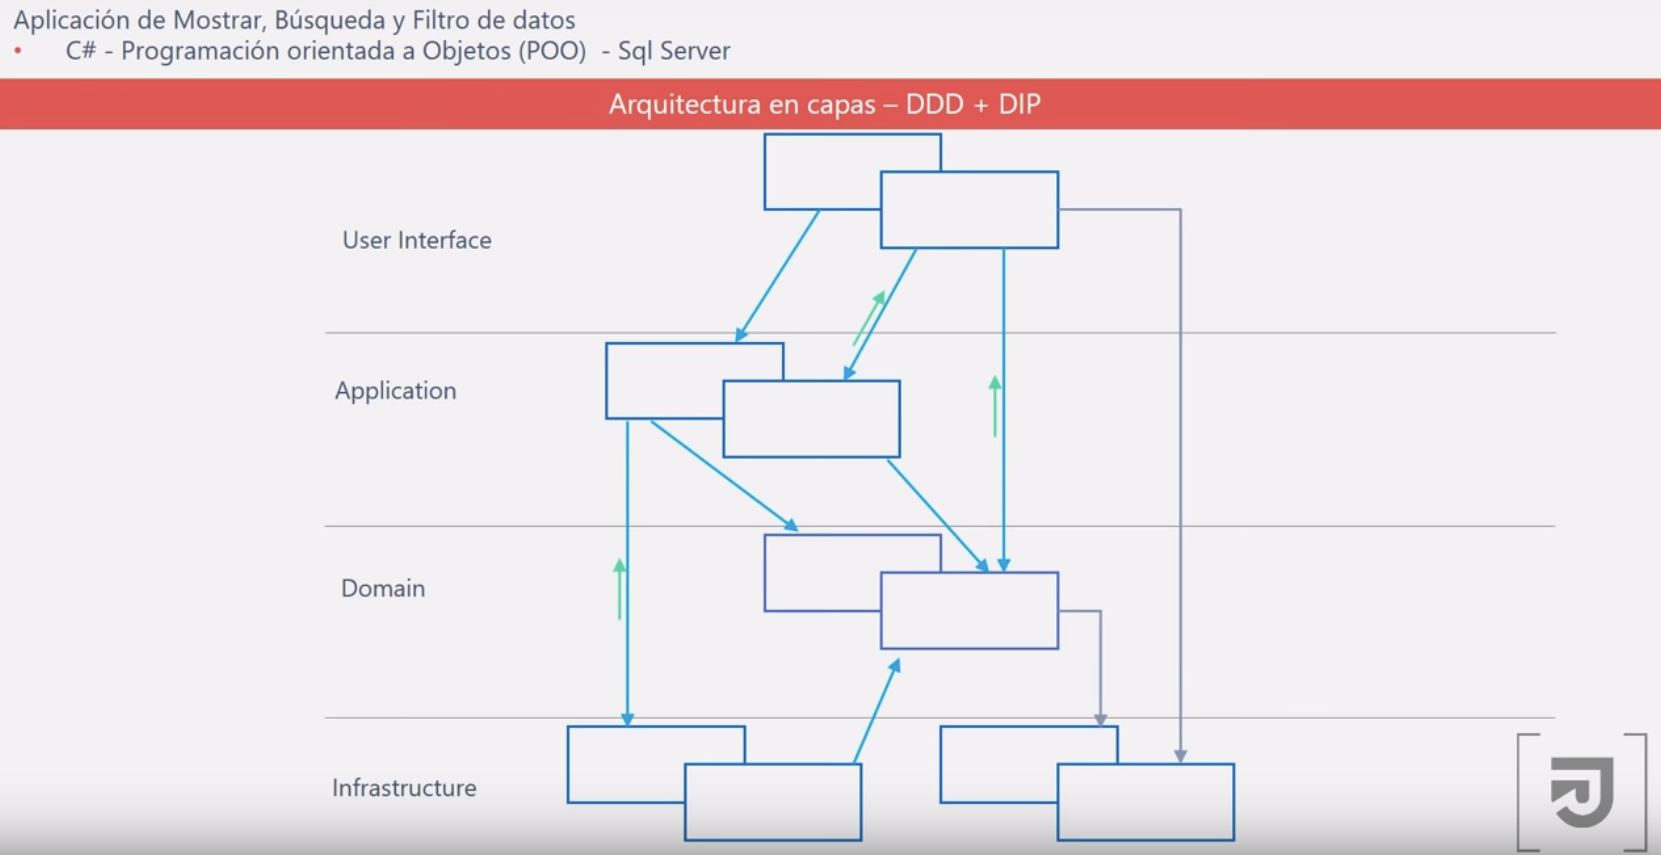 Aplicación de Mostrar, Búsqueda y Filtro de datos
• C# - Programación orientada a Objetos (POO) - Sql Server
Arquitectura en capas – DDD + DIP
User Interface
Application
Domain
Infrastructure